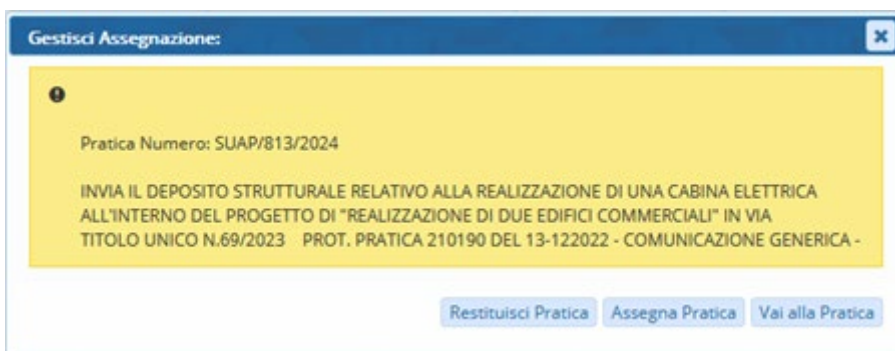 Gestisci Assegnazione:
Pratica Numero: SUAP/813/2024
INVIA IL DEPOSITO STRUTTURALE RELATIVO ALLA REALIZZAZIONE DI UNA CABINA ELETTRICA
ALL'INTERNO DEL PROGETTO DI "REALIZZAZIONE DI DUE EDIFICI COMMERCIALI" IN VIA
TITOLO UNICO N.69/2023 PROT. PRATICA 210190 DEL 13-122022 - COMUNICAZIONE GENERICA -
Restituisci Pratica Assegna Pratica Vai alla Pratica